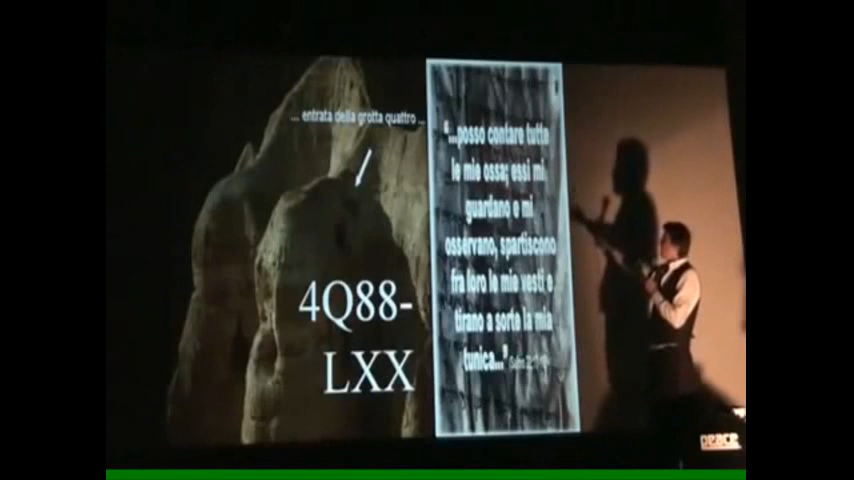 ... entrata della grotta quattro ...
4Q88-
LXX
“...posso contare tutte
le mie ossa; essi mi
guardano e mi
osservano, spartiscono
fra loro le mie vesti e
tirano a sorte la mia
tunica...”
peace